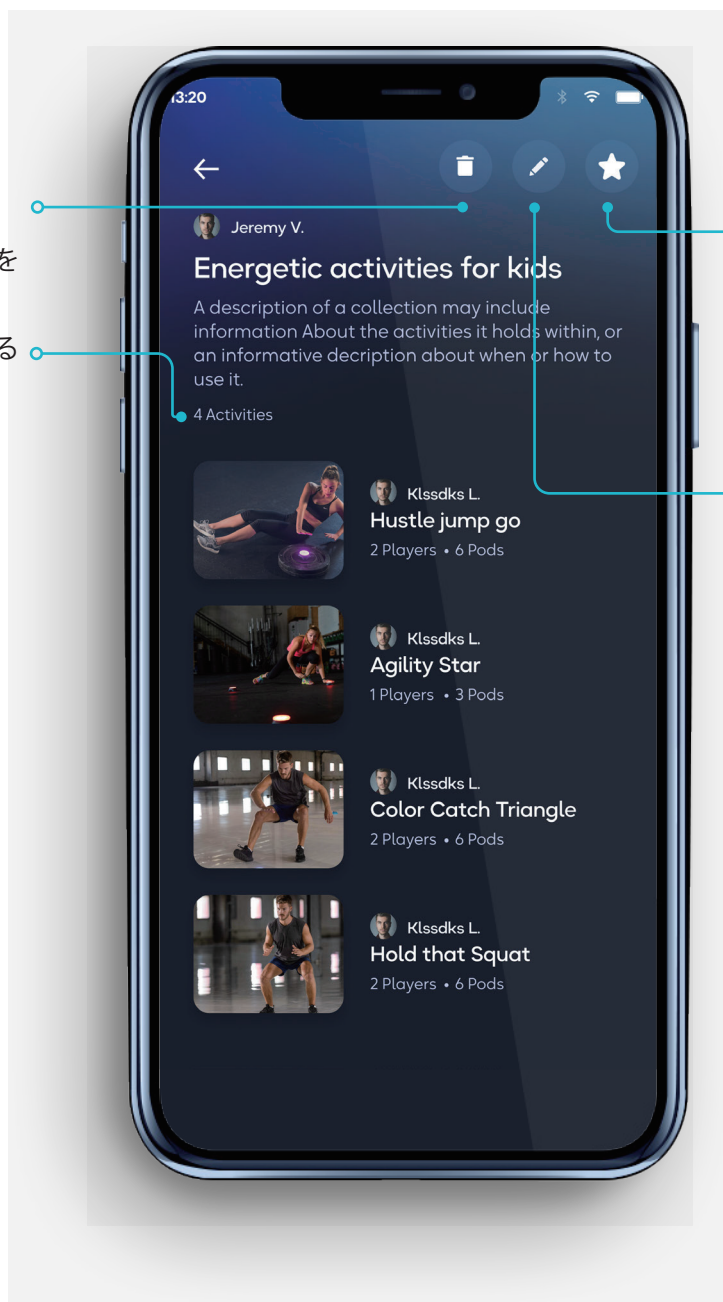 13:20
Jeremy V.
を
Energetic activities for kids
A description of a collection may include
information About the activities it holds within, or
る
an informative decription about when or how to
use it.
4 Activities
Klssdks L.
Hustle jump go
2 Players • 6 Pods
Klssdks L.
Agility Star
1 Players • 3 Pods
Klssdks L.
Color Catch Triangle
2 Players • 6 Pods
Klssdks L.
Hold that Squat
2 Players • 6 Pods